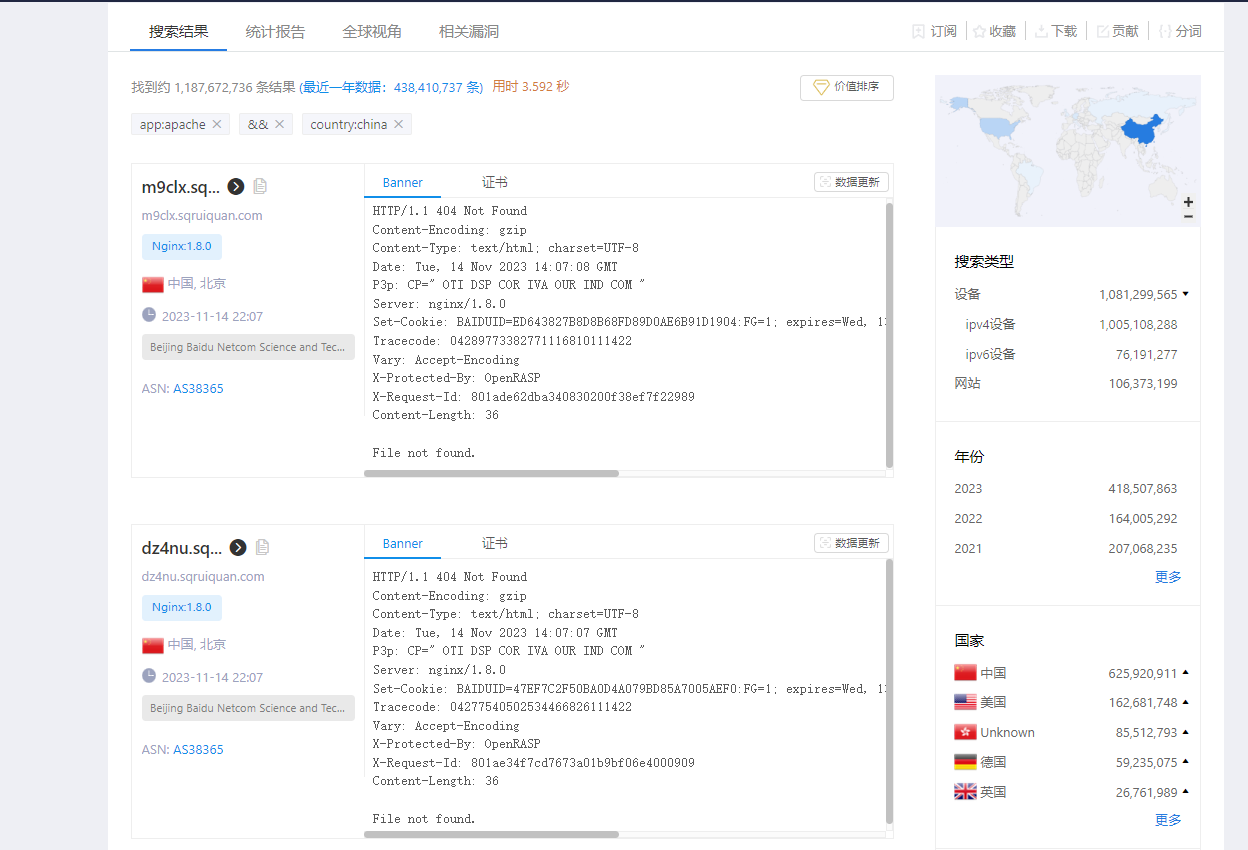 搜索结果 统计报告 全球视角 相关漏洞
订阅 收藏 下载 贡献 分词
找到约 1,187,672,736 条结果 (最近一年数据: 438,410,737 条) 用时 3.592 秒
价值排序
app:apache && country:china
m9clx.sq...
m9clx.sqruiquan.com
Nginx:1.8.0
中国, 北京
2023-11-14 22:07
Beijing Baidu Netcom Science and Tec...
ASN: AS38365
Banner 证书 数据更新
HTTP/1.1 404 Not Found
Content-Encoding: gzip
Content-Type: text/html; charset=UTF-8
Date: Tue, 14 Nov 2023 14:07:08 GMT
P3p: CP=" OTI DSP COR IVA OUR IND COM "
Server: nginx/1.8.0
Set-Cookie: BAIDUID=ED643827B8D8B68FD89D0AE6B91D1904:FG=1; expires=Wed,
Tracecode: 04289773382771116810111422
Vary: Accept-Encoding
X-Protected-By: OpenRASP
X-Request-Id: 801ade62dba340830200f38ef7f22989
Content-Length: 36
File not found.
dz4nu.sq...
dz4nu.sqruiquan.com
Nginx:1.8.0
中国, 北京
2023-11-14 22:07
Beijing Baidu Netcom Science and Tec...
ASN: AS38365
Banner 证书 数据更新
HTTP/1.1 404 Not Found
Content-Encoding: gzip
Content-Type: text/html; charset=UTF-8
Date: Tue, 14 Nov 2023 14:07:07 GMT
P3p: CP=" OTI DSP COR IVA OUR IND COM "
Server: nginx/1.8.0
Set-Cookie: BAIDUID=47EF7C2F50BA0D4A079BD85A7005AEF0:FG=1; expires=Wed,
Tracecode: 04277540502534466826111422
Vary: Accept-Encoding
X-Protected-By: OpenRASP
X-Request-Id: 801ae34f7cd7673a01b9bf06e4000909
Content-Length: 36
File not found.
+
−
搜索类型
设备 1,081,299,565
ipv4设备 1,005,108,288
ipv6设备 76,191,277
网站 106,373,199
年份
2023 418,507,863
2022 164,005,292
2021 207,068,235
更多
国家
中国 625,920,911
美国 162,681,748
Unknown 85,512,793
德国 59,235,075
英国 26,761,989
更多